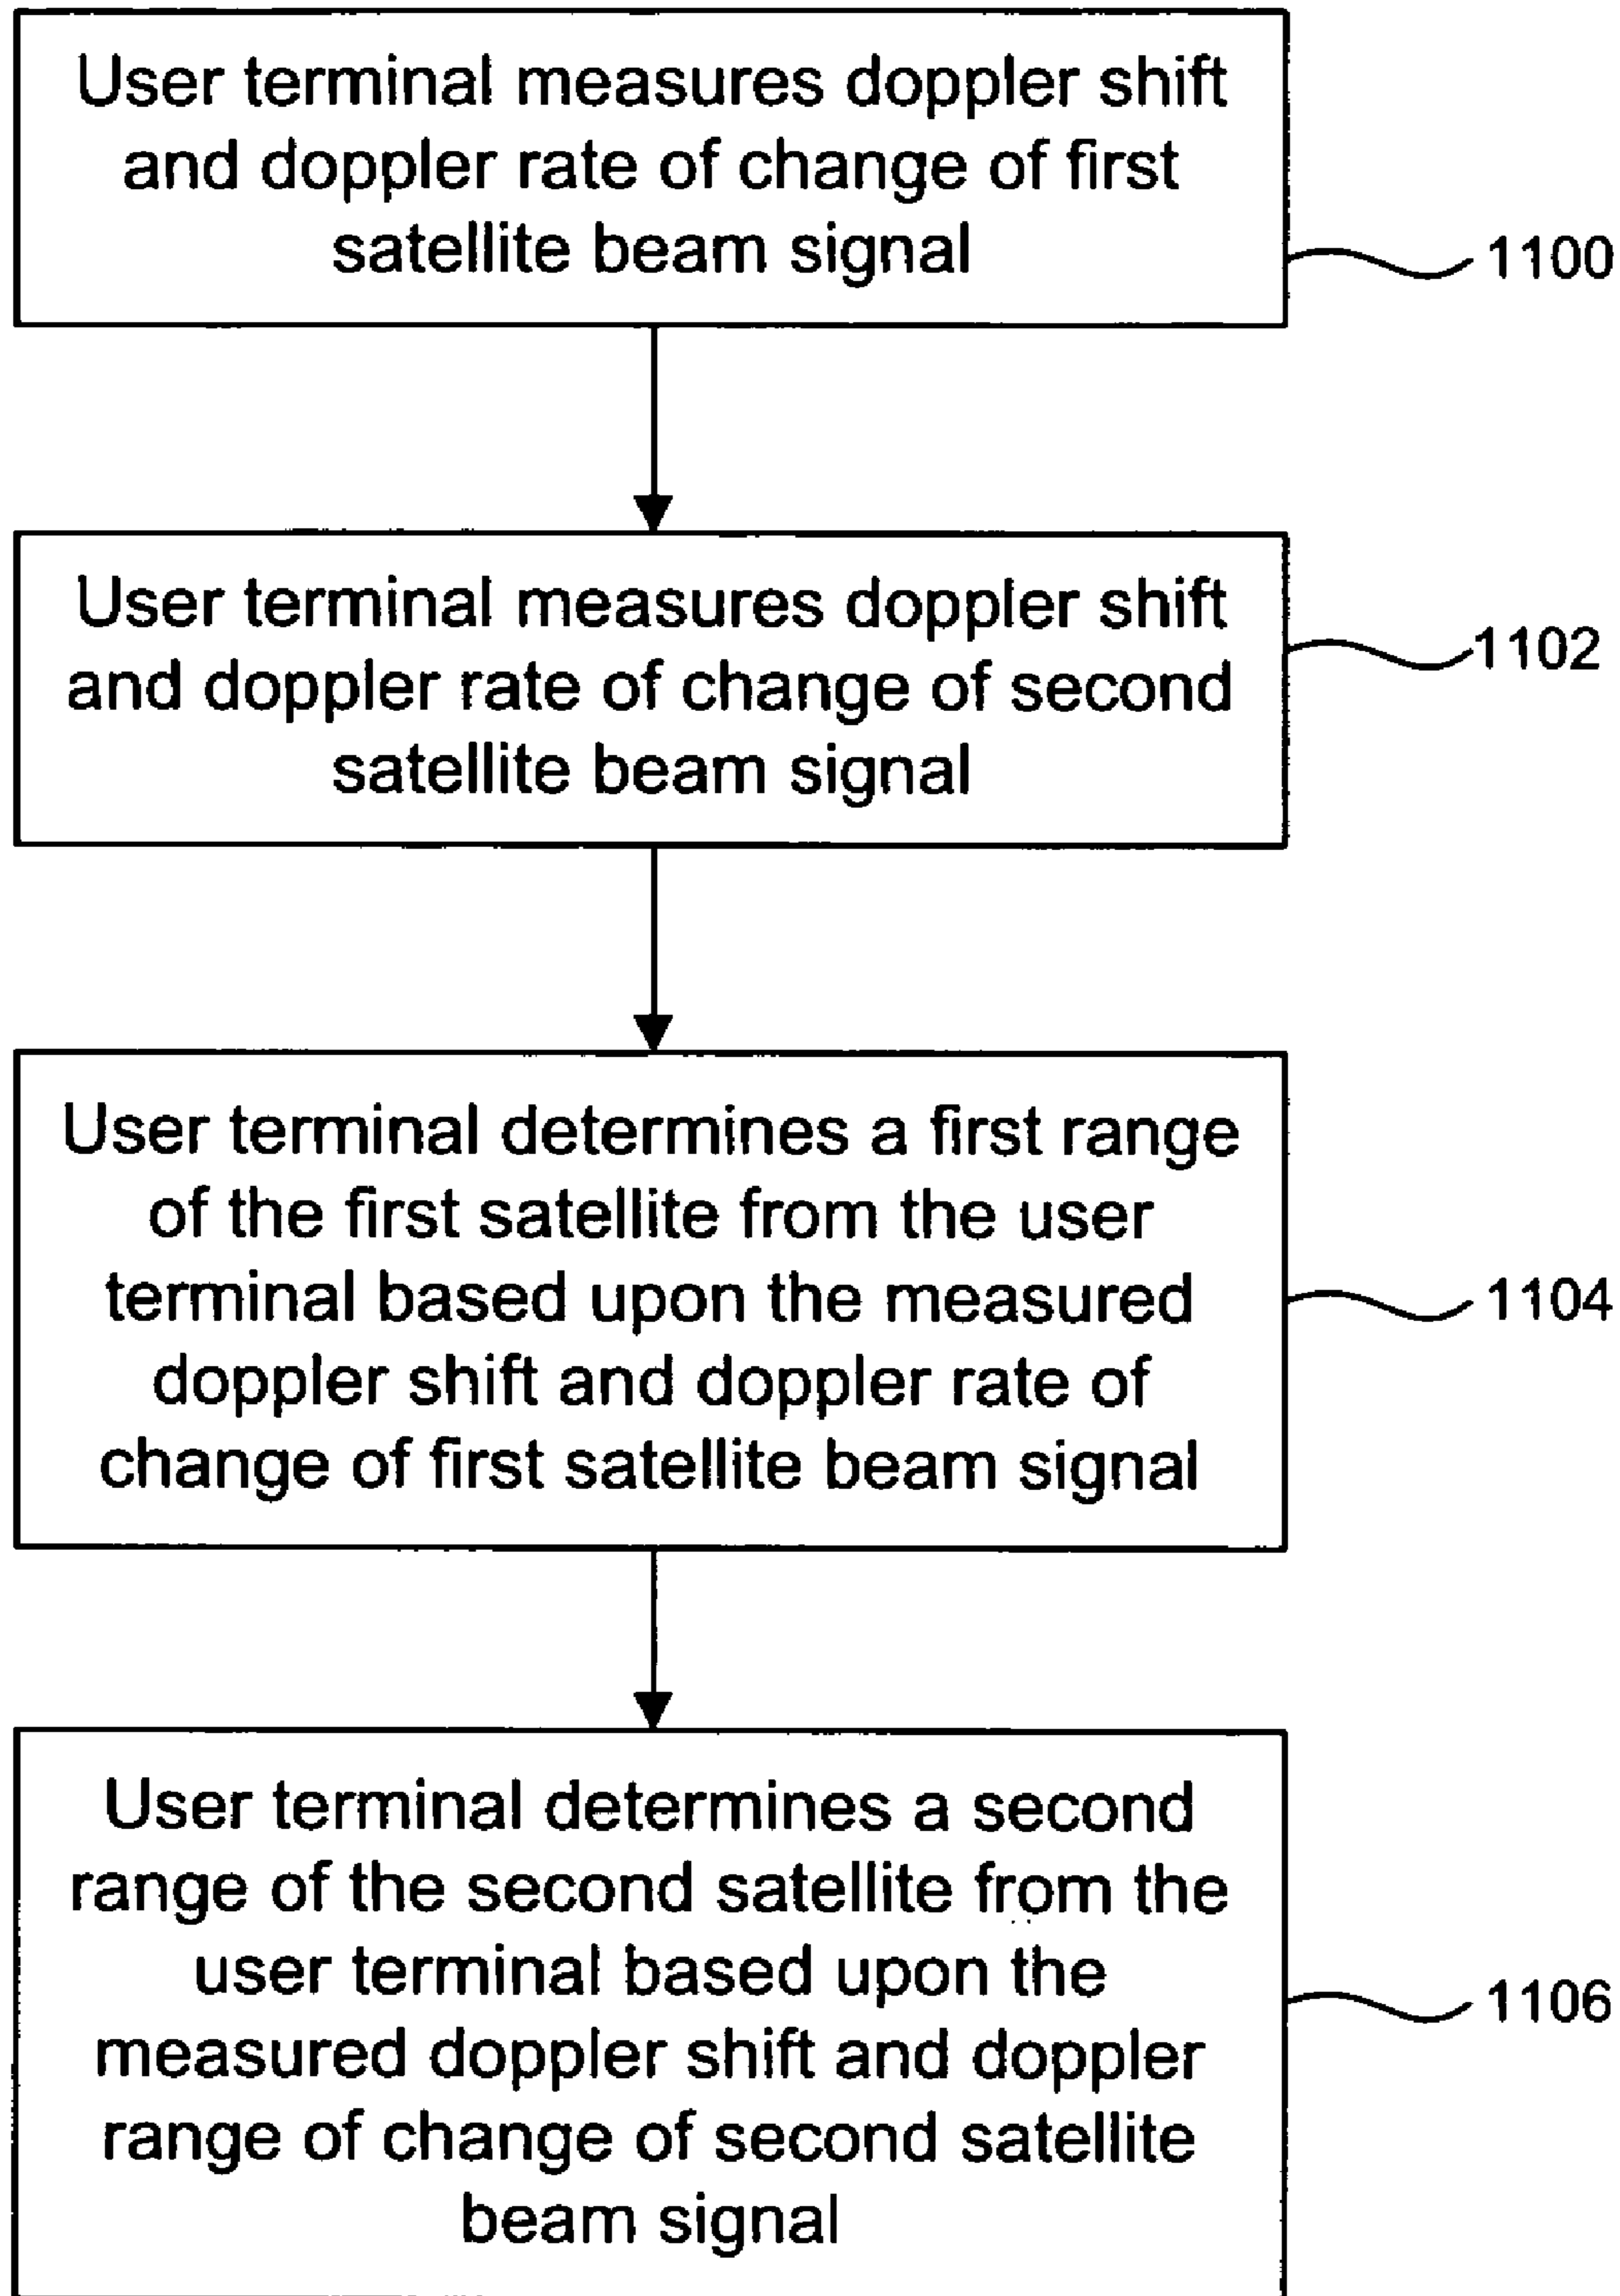 User terminal measures doppler shift
and doppler rate of change of first
satellite beam signal
1100
User terminal measures doppler shift
and doppler rate of change of second
satellite beam signal
1102
User terminal determines a first range
of the first satellite from the user
terminal based upon the measured
doppler shift and doppler rate of
change of first satellite beam signal
1104
User terminal determines a second
range of the second satellite from the
user terminal based upon the
measured doppler shift and doppler
range of change of second satellite
beam signal
1106